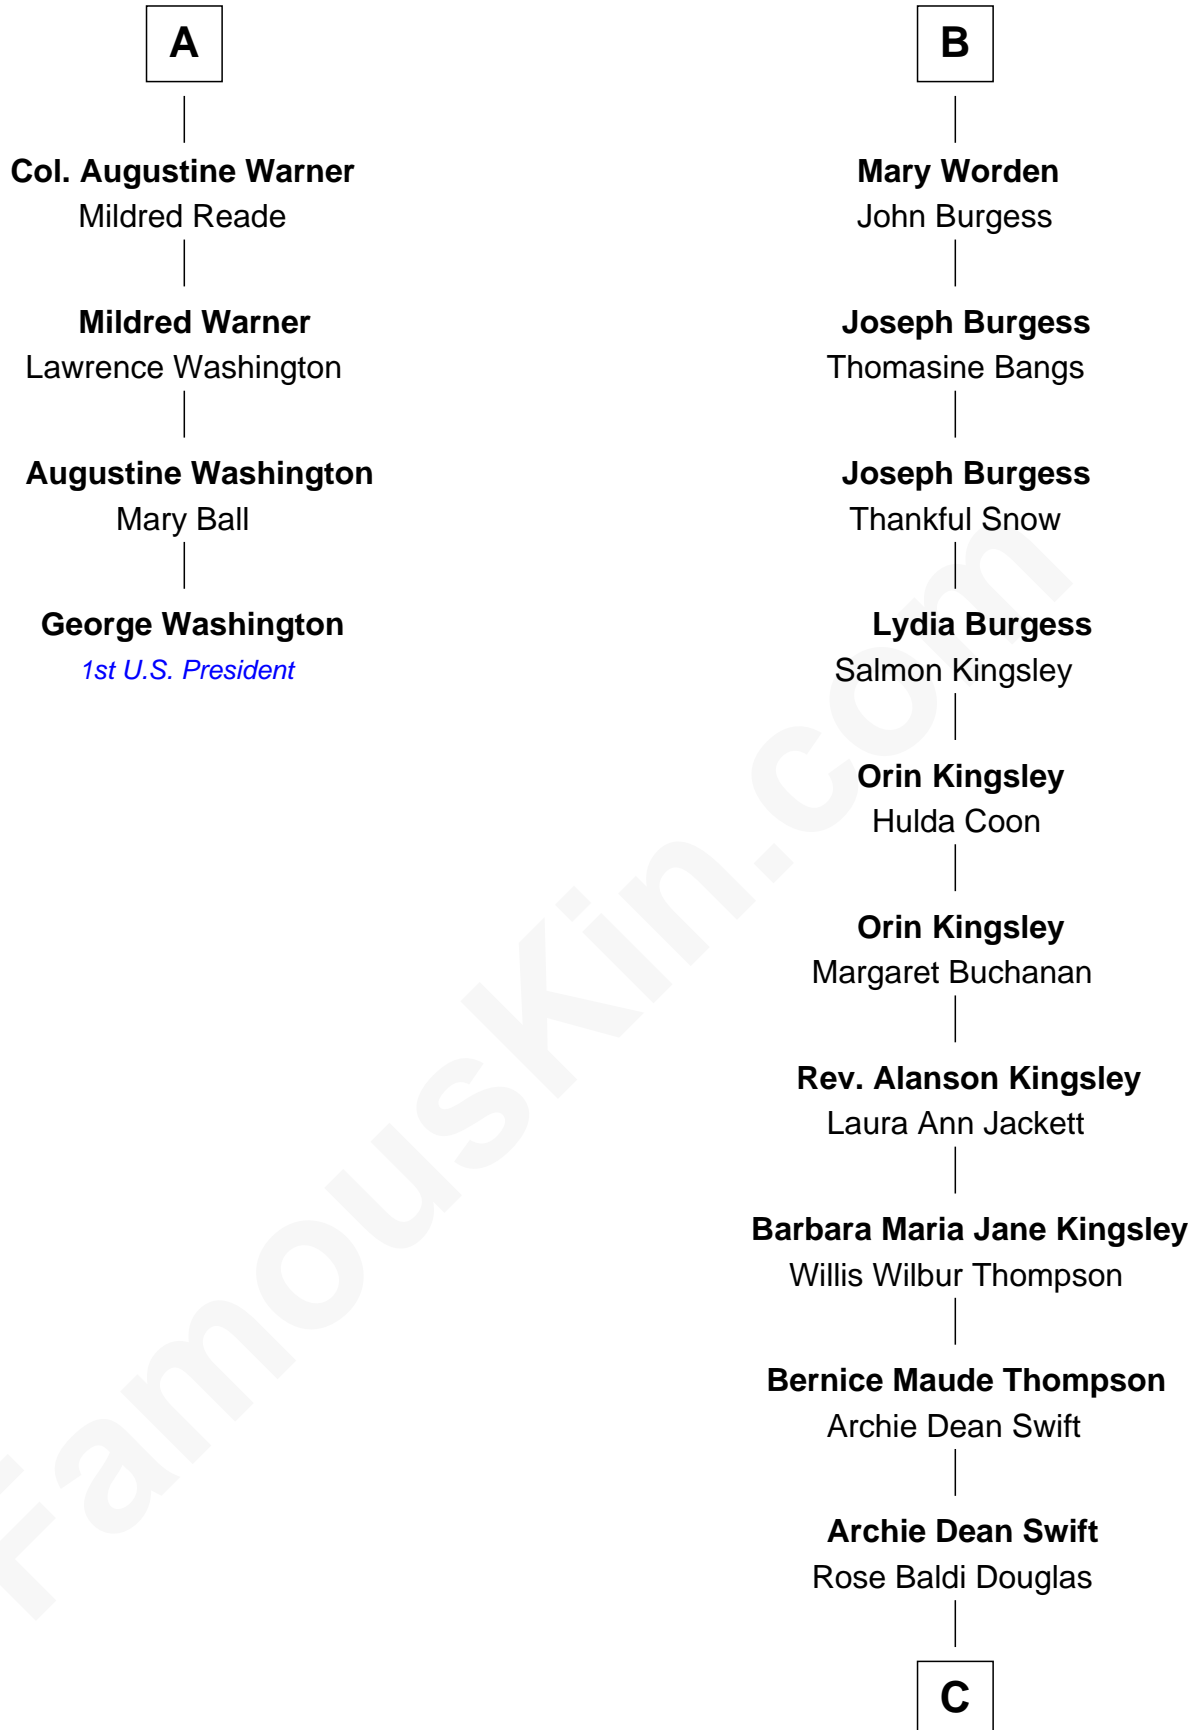 A
Col. Augustine Warner
Mildred Reade
Mildred Warner
Lawrence Washington
Augustine Washington
Mary Ball
George Washington
1st U.S. President
B
Mary Worden
John Burgess
Joseph Burgess
Thomasine Bangs
Joseph Burgess
Thankful Snow
Lydia Burgess
Salmon Kingsley
Orin Kingsley
Hulda Coon
Orin Kingsley
Margaret Buchanan
Rev. Alanson Kingsley
Laura Ann Jackett
Barbara Maria Jane Kingsley
Willis Wilbur Thompson
Bernice Maude Thompson
Archie Dean Swift
Archie Dean Swift
Rose Baldi Douglas
C
FamousKin.com